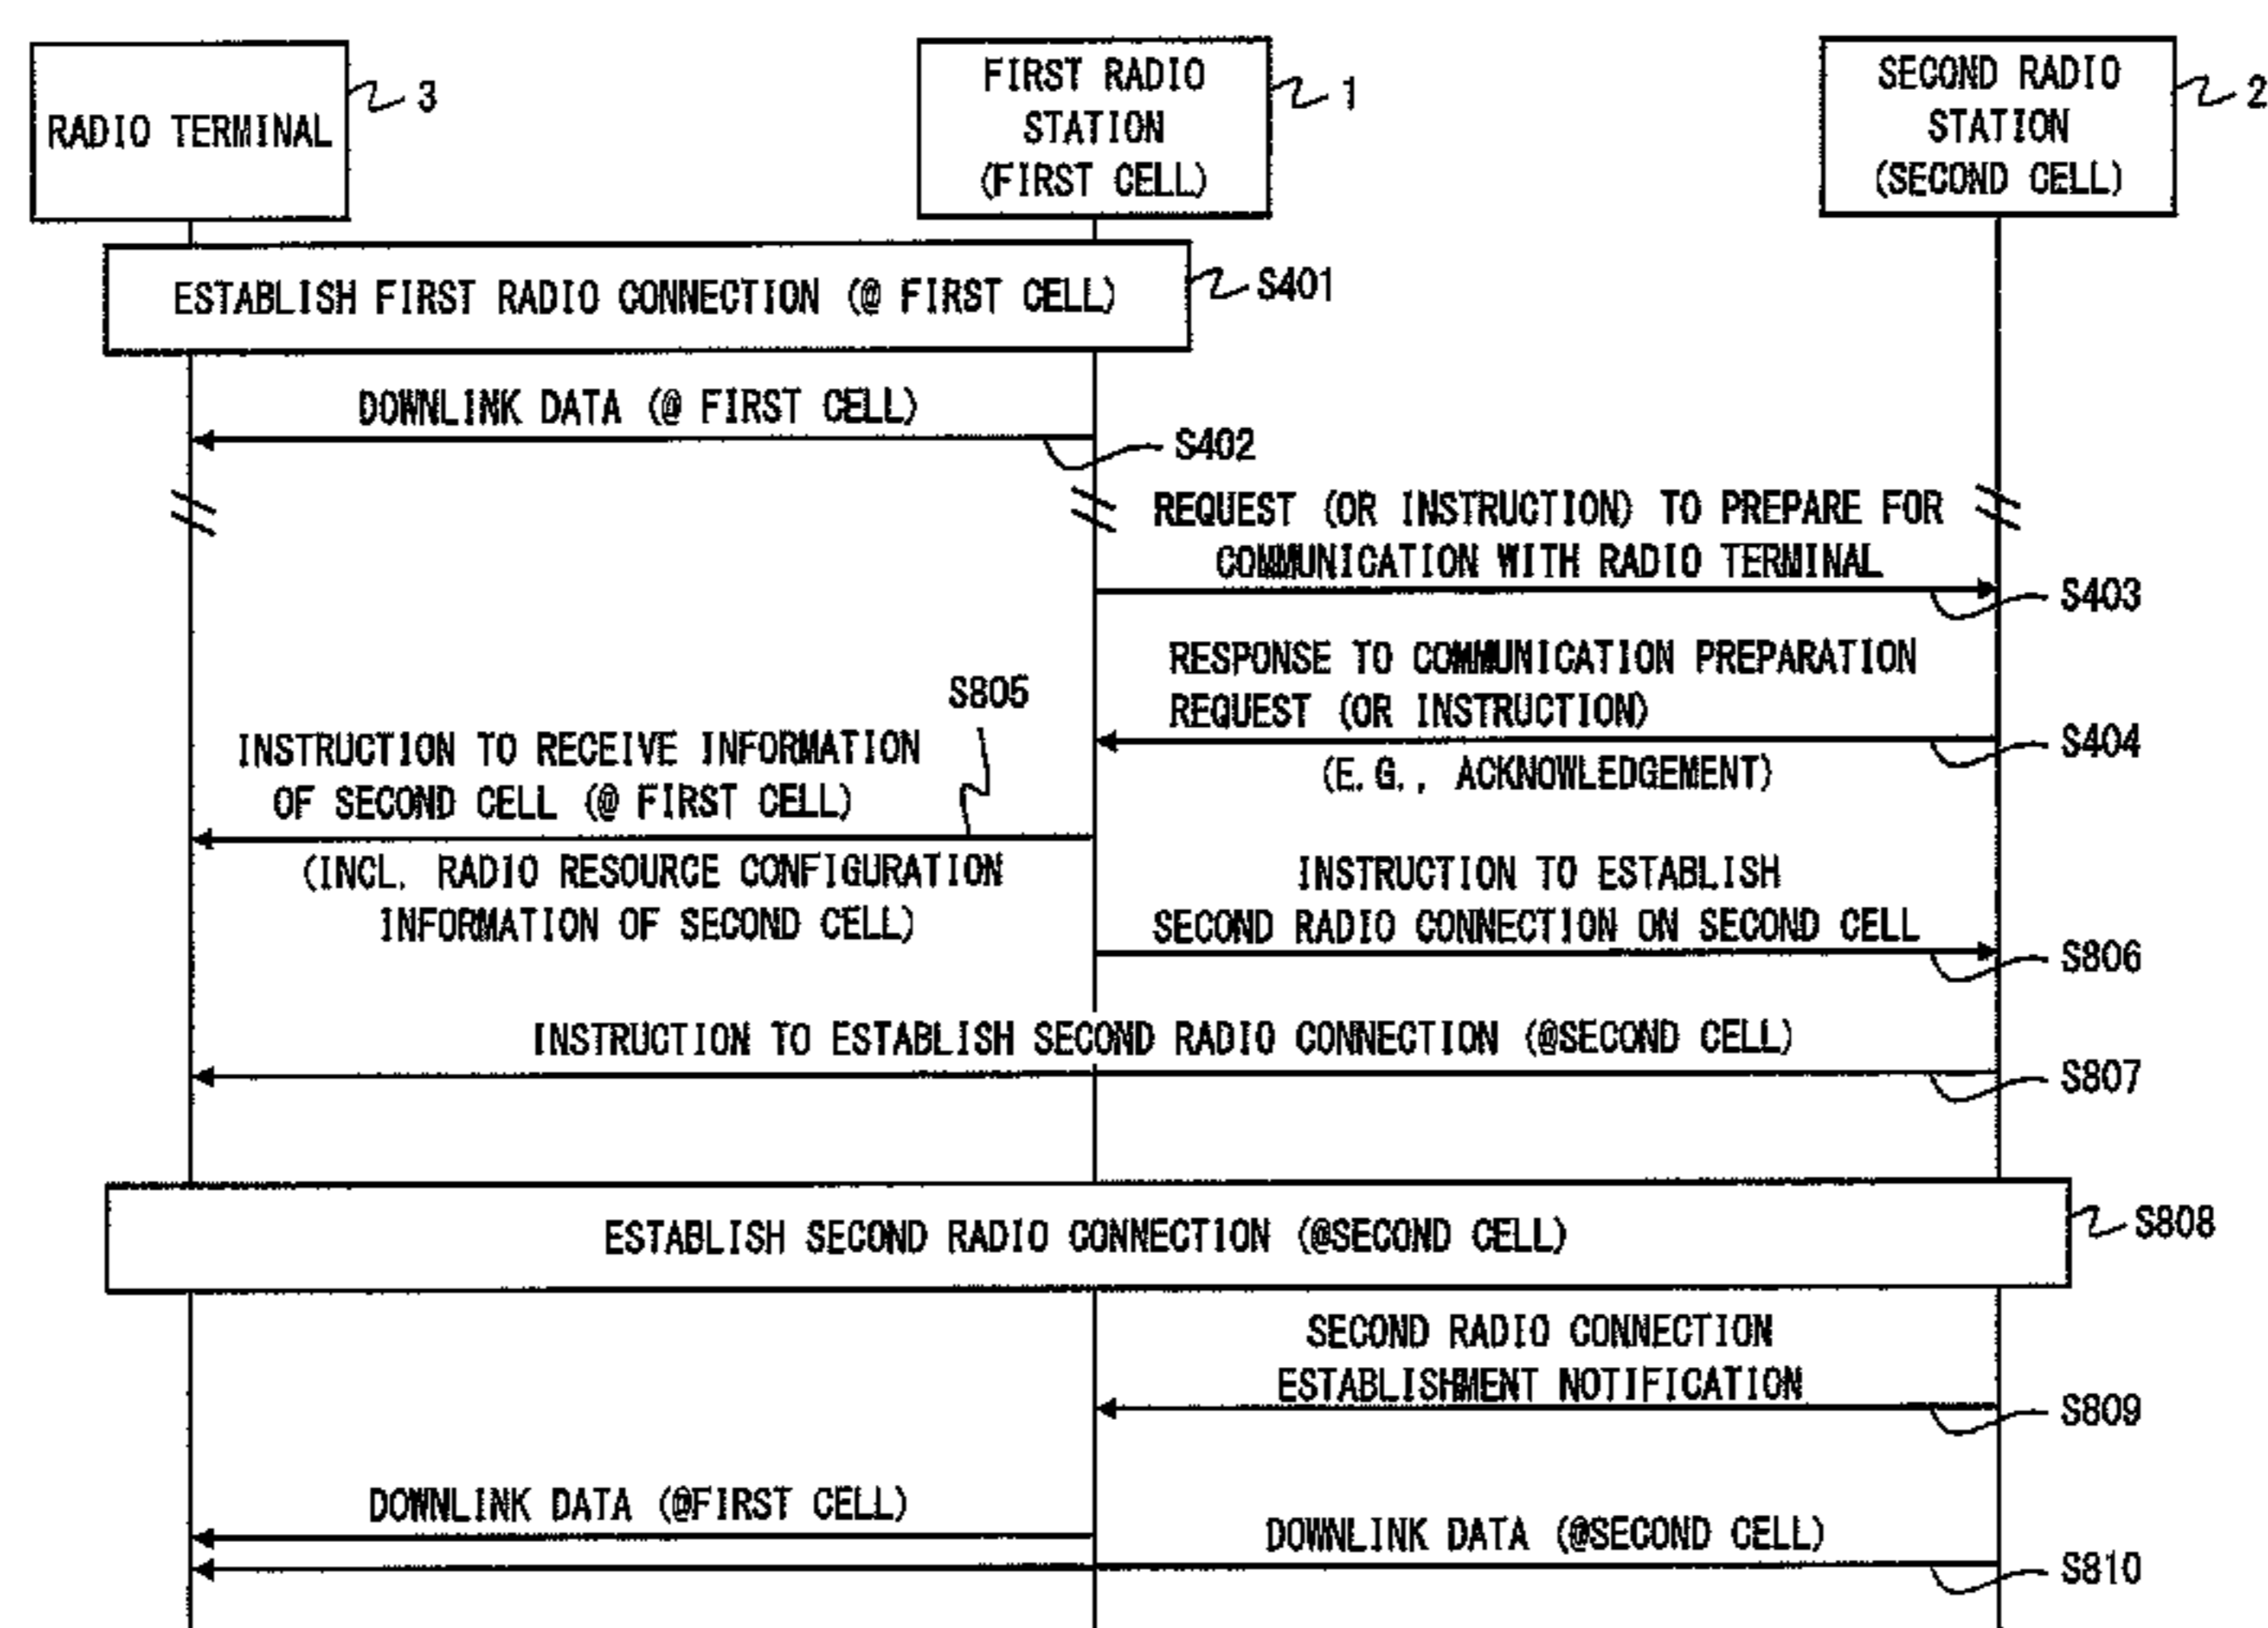 RADIO TERMINAL
3
FIRST RADIO
STATION
(FIRST CELL)
1
SECOND RADIO
STATION
(SECOND CELL)
2
ESTABLISH FIRST RADIO CONNECTION (@ FIRST CELL)
S401
DOWNLINK DATA (@ FIRST CELL)
S402
REQUEST (OR INSTRUCTION) TO PREPARE FOR
COMMUNICATION WITH RADIO TERMINAL
S403
RESPONSE TO COMMUNICATION PREPARATION
REQUEST (OR INSTRUCTION)
S404
(E.G., ACKNOWLEDGEMENT)
S805
INSTRUCTION TO RECEIVE INFORMATION
OF SECOND CELL (@ FIRST CELL)
(INCL. RADIO RESOURCE CONFIGURATION
INFORMATION OF SECOND CELL)
INSTRUCTION TO ESTABLISH
SECOND RADIO CONNECTION ON SECOND CELL
S806
INSTRUCTION TO ESTABLISH SECOND RADIO CONNECTION (@SECOND CELL)
S807
ESTABLISH SECOND RADIO CONNECTION (@SECOND CELL)
S808
SECOND RADIO CONNECTION
ESTABLISHMENT NOTIFICATION
S809
DOWNLINK DATA (@FIRST CELL)
DOWNLINK DATA (@SECOND CELL)
S810